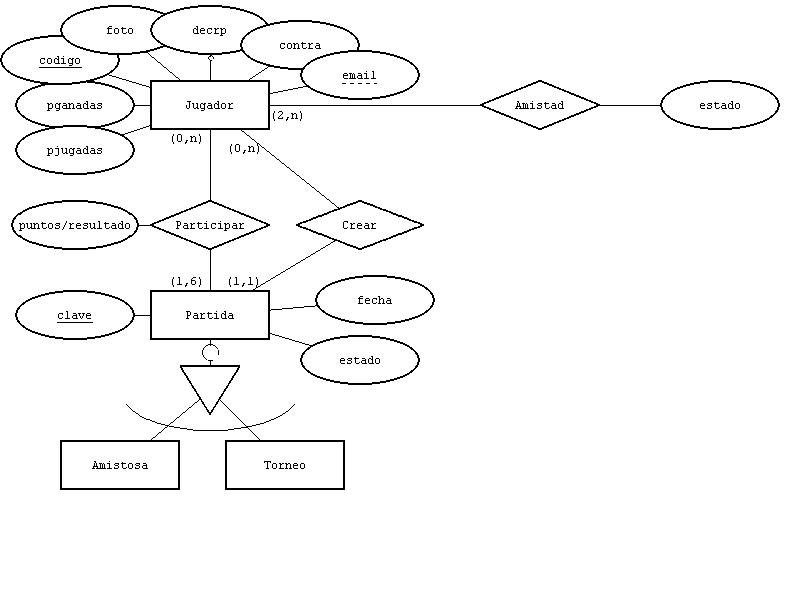 foto
decrp
contra
codigo
email
pganadas
Jugador
Amistad
estado
(2,n)
pjugadas
(0,n)
(0,n)
puntos/resultado
Participar
Crear
(1,6)
(1,1)
fecha
clave
Partida
estado
Amistosa
Torneo